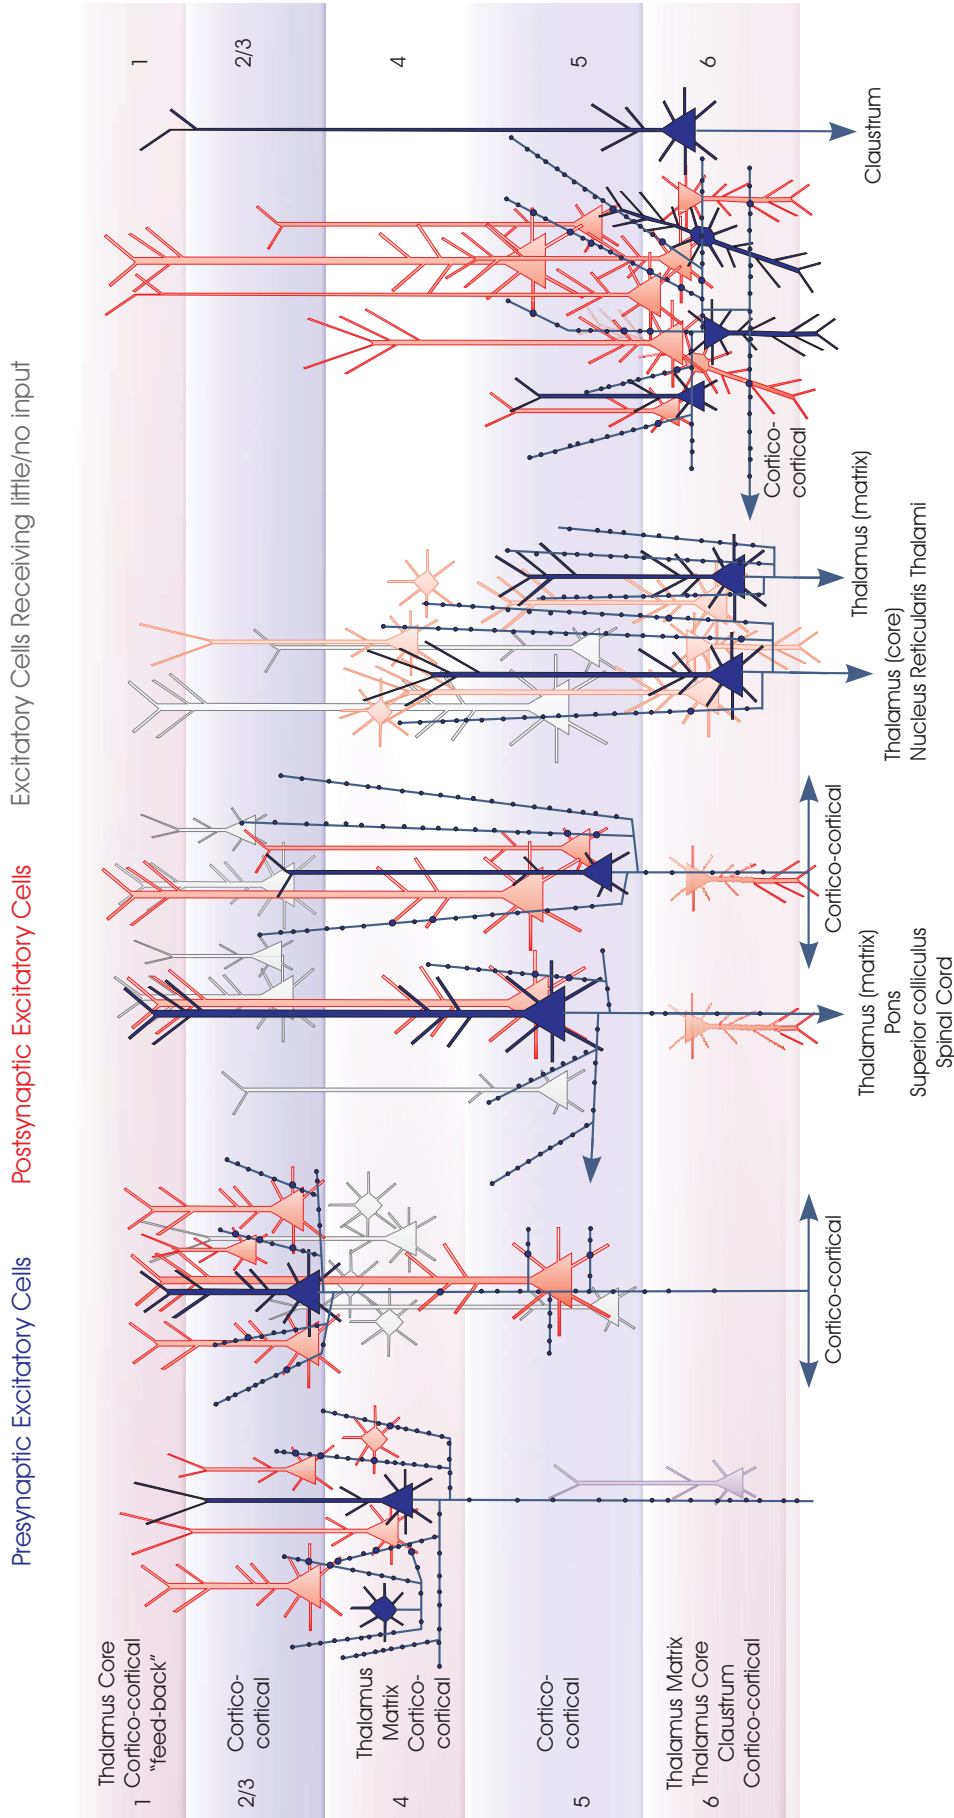 Presynaptic Excitatory Cells
Postsynaptic Excitatory Cells
Excitatory Cells Receiving little/no input
1
Thalamus Core
Cortico-cortical
"feed-back"
1
2/3
Cortico-
cortical
2/3
4
Thalamus
Matrix
Cortico-
cortical
4
5
Cortico-
cortical
5
6
Thalamus Matrix
Thalamus Core
Claustrum
Cortico-cortical
6
Cortico-cortical
Thalamus (matrix)
Pons
Superior colliculus
Spinal Cord
Cortico-cortical
Thalamus (core)
Nucleus Reticularis Thalami
Thalamus (matrix)
Cortico-
cortical
Claustrum